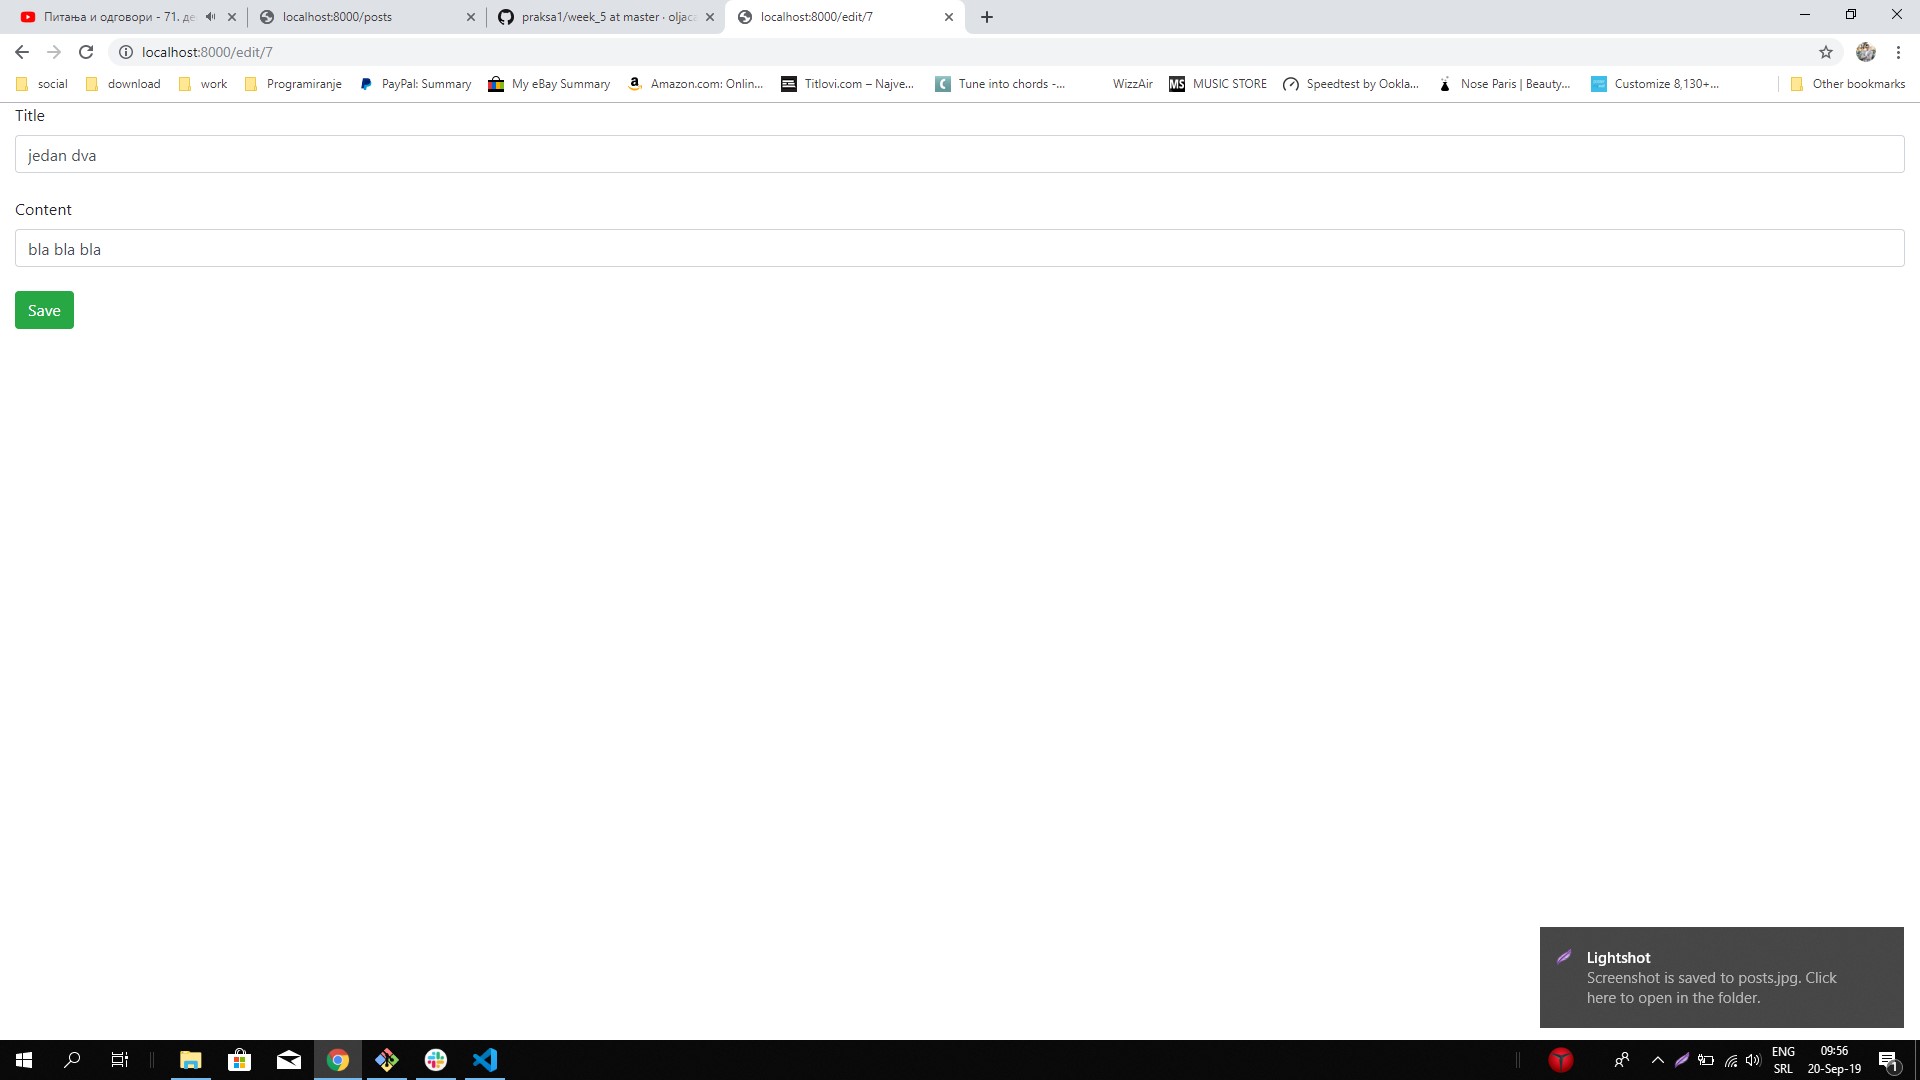 Питања и одговори - 71. де
localhost:8000/posts
praksa1/week_5 at master · oljaca
localhost:8000/edit/7
localhost:8000/edit/7
social
download
work
Programiranje
PayPal: Summary
My eBay Summary
Amazon.com: Onlin...
Titlovi.com – Najve...
Tune into chords -...
WizzAir
MS MUSIC STORE
Speedtest by Ookla...
Nose Paris | Beauty...
Customize 8,130+...
Other bookmarks
Title
jedan dva
Content
bla bla bla
Save
Lightshot
Screenshot is saved to posts.jpg. Click
here to open in the folder.
ENG
SRL
09:56
20-Sep-19
1